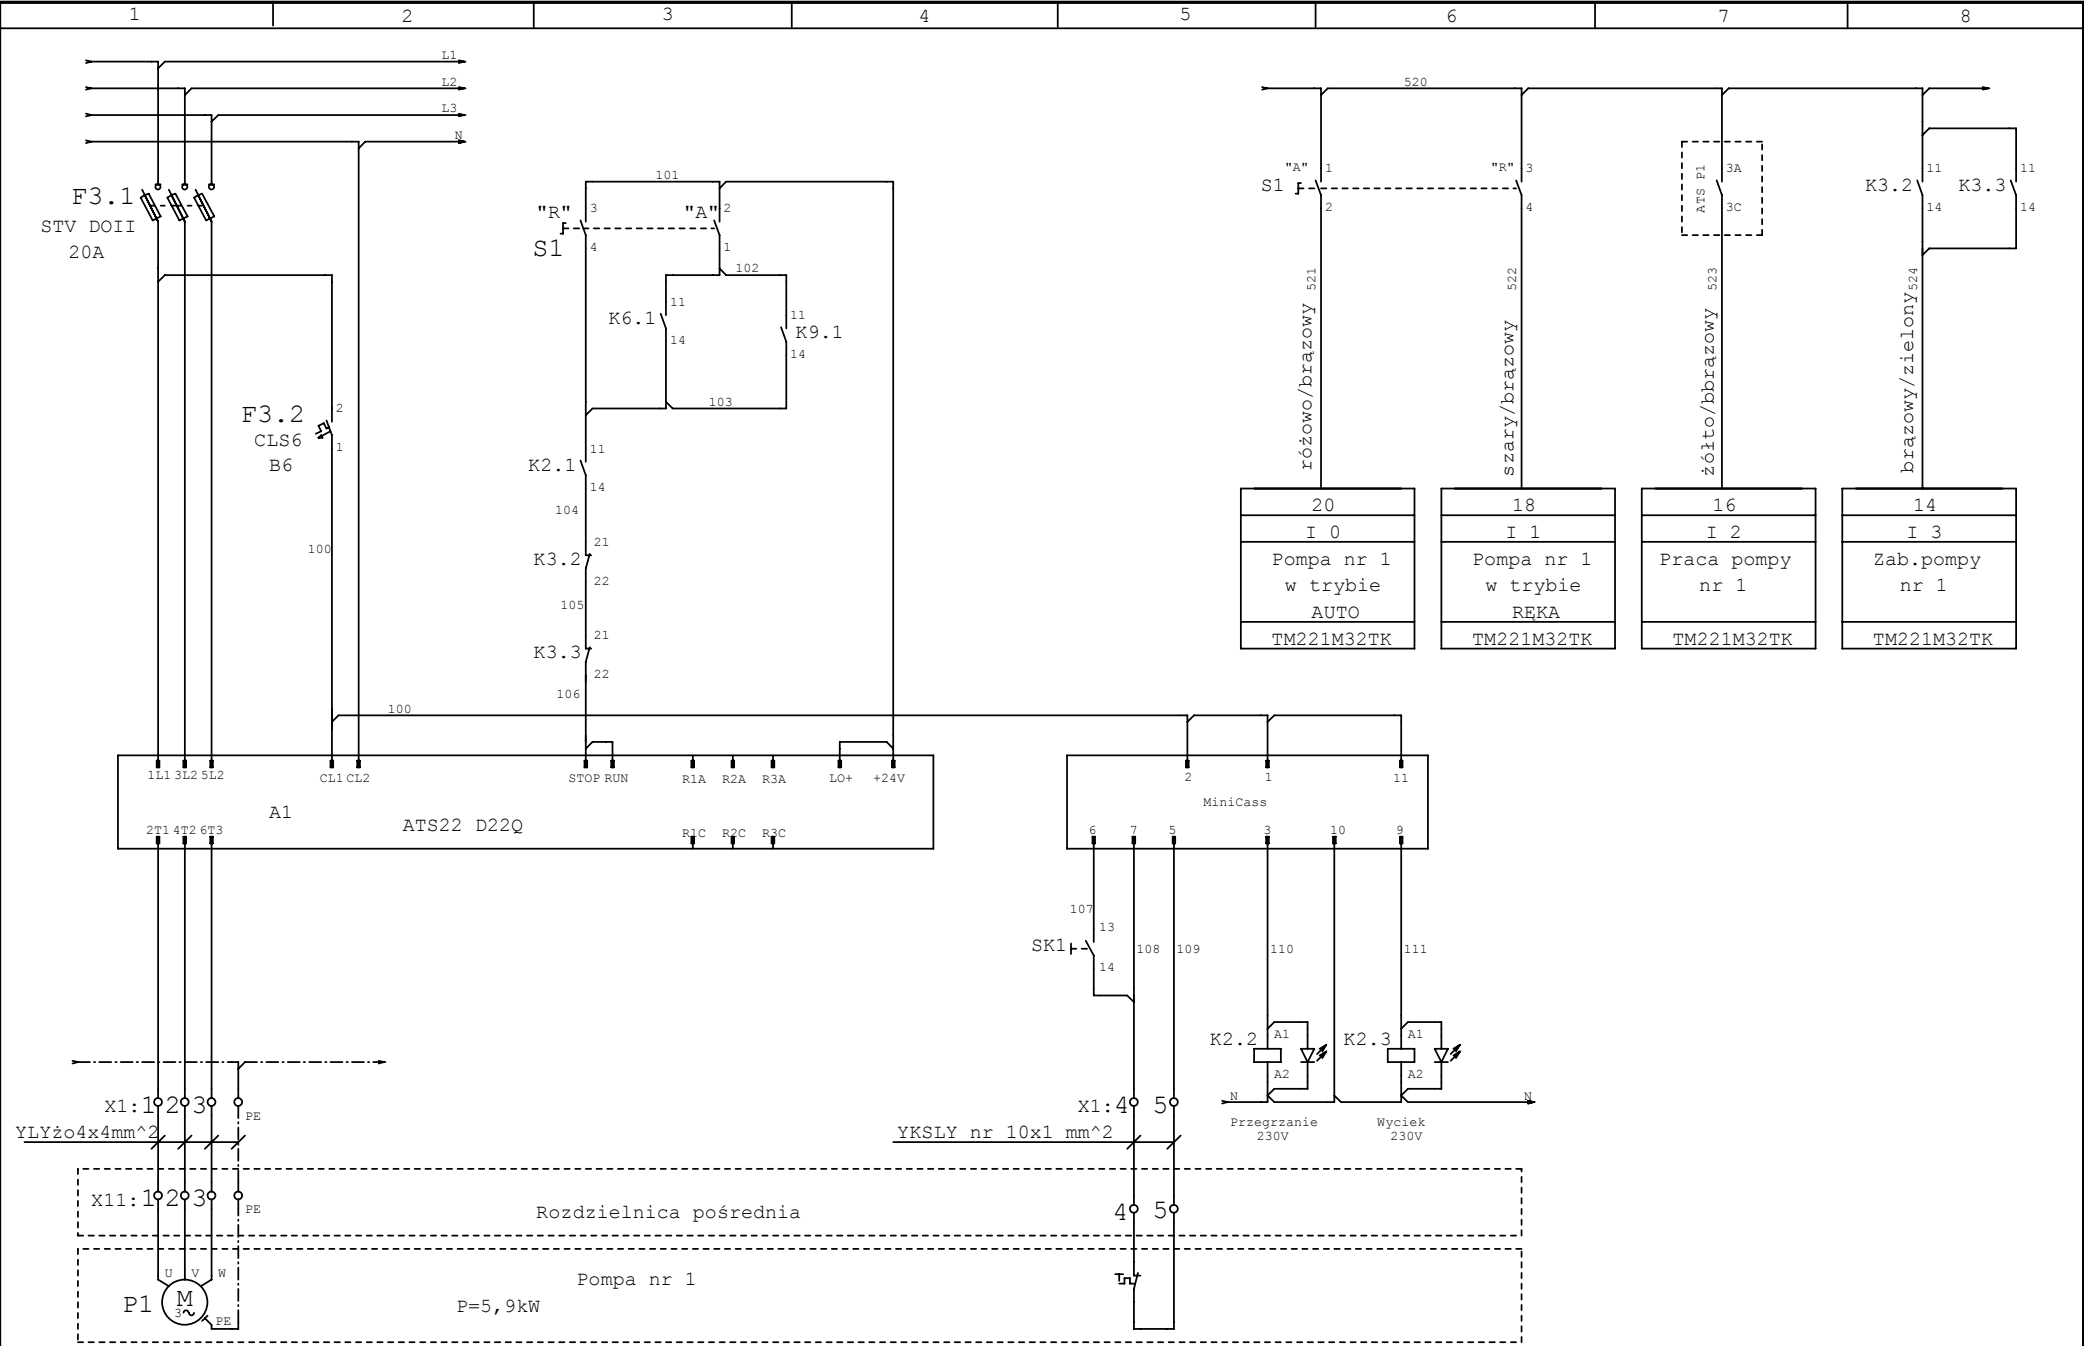 1 2 3 4 5 6 7 8
L1
L2
L3
N
F3.1
STV DOII
20A
F3.2
CLS6
B6
2
1
100
100
101
"R"
3
4
S1
"A"
2
1
102
K6.1
11
14
K9.1
11
14
103
K2.1
11
14
104
K3.2
21
22
105
K3.3
21
22
106
520
"A"
S1
1
2
"R"
3
4
ATS P1
3A
3C
K3.2
11
14
K3.3
11
14
521
różowo/brązowy
522
szary/brązowy
523
żółto/bbrązowy
524
brązowy/zielony
20
I 0
Pompa nr 1
w trybie
AUTO
TM221M32TK
18
I 1
Pompa nr 1
w trybie
RĘKA
TM221M32TK
16
I 2
Praca pompy
nr 1
TM221M32TK
14
I 3
Zab.pompy
nr 1
TM221M32TK
1L1 3L2 5L2
CL1 CL2
STOP RUN
R1A R2A R3A
LO+ +24V
A1
ATS22 D22Q
2T1 4T2 6T3
R1C R2C R3C
2 1 11
MiniCass
6 7 5 3 10 9
107
SK1
13
14
108
109
110
111
K2.2
A1
A2
K2.3
A1
A2
N
N
Przegrzanie
230V
Wyciek
230V
X1:1 2 3
PE
YLYżo4x4mm^2
X1:4 5
YKSLY nr 10x1 mm^2
X11:1 2 3
PE
Rozdzielnica pośrednia
4 5
U V W
P1
M
3~
PE
Pompa nr 1
P=5,9kW